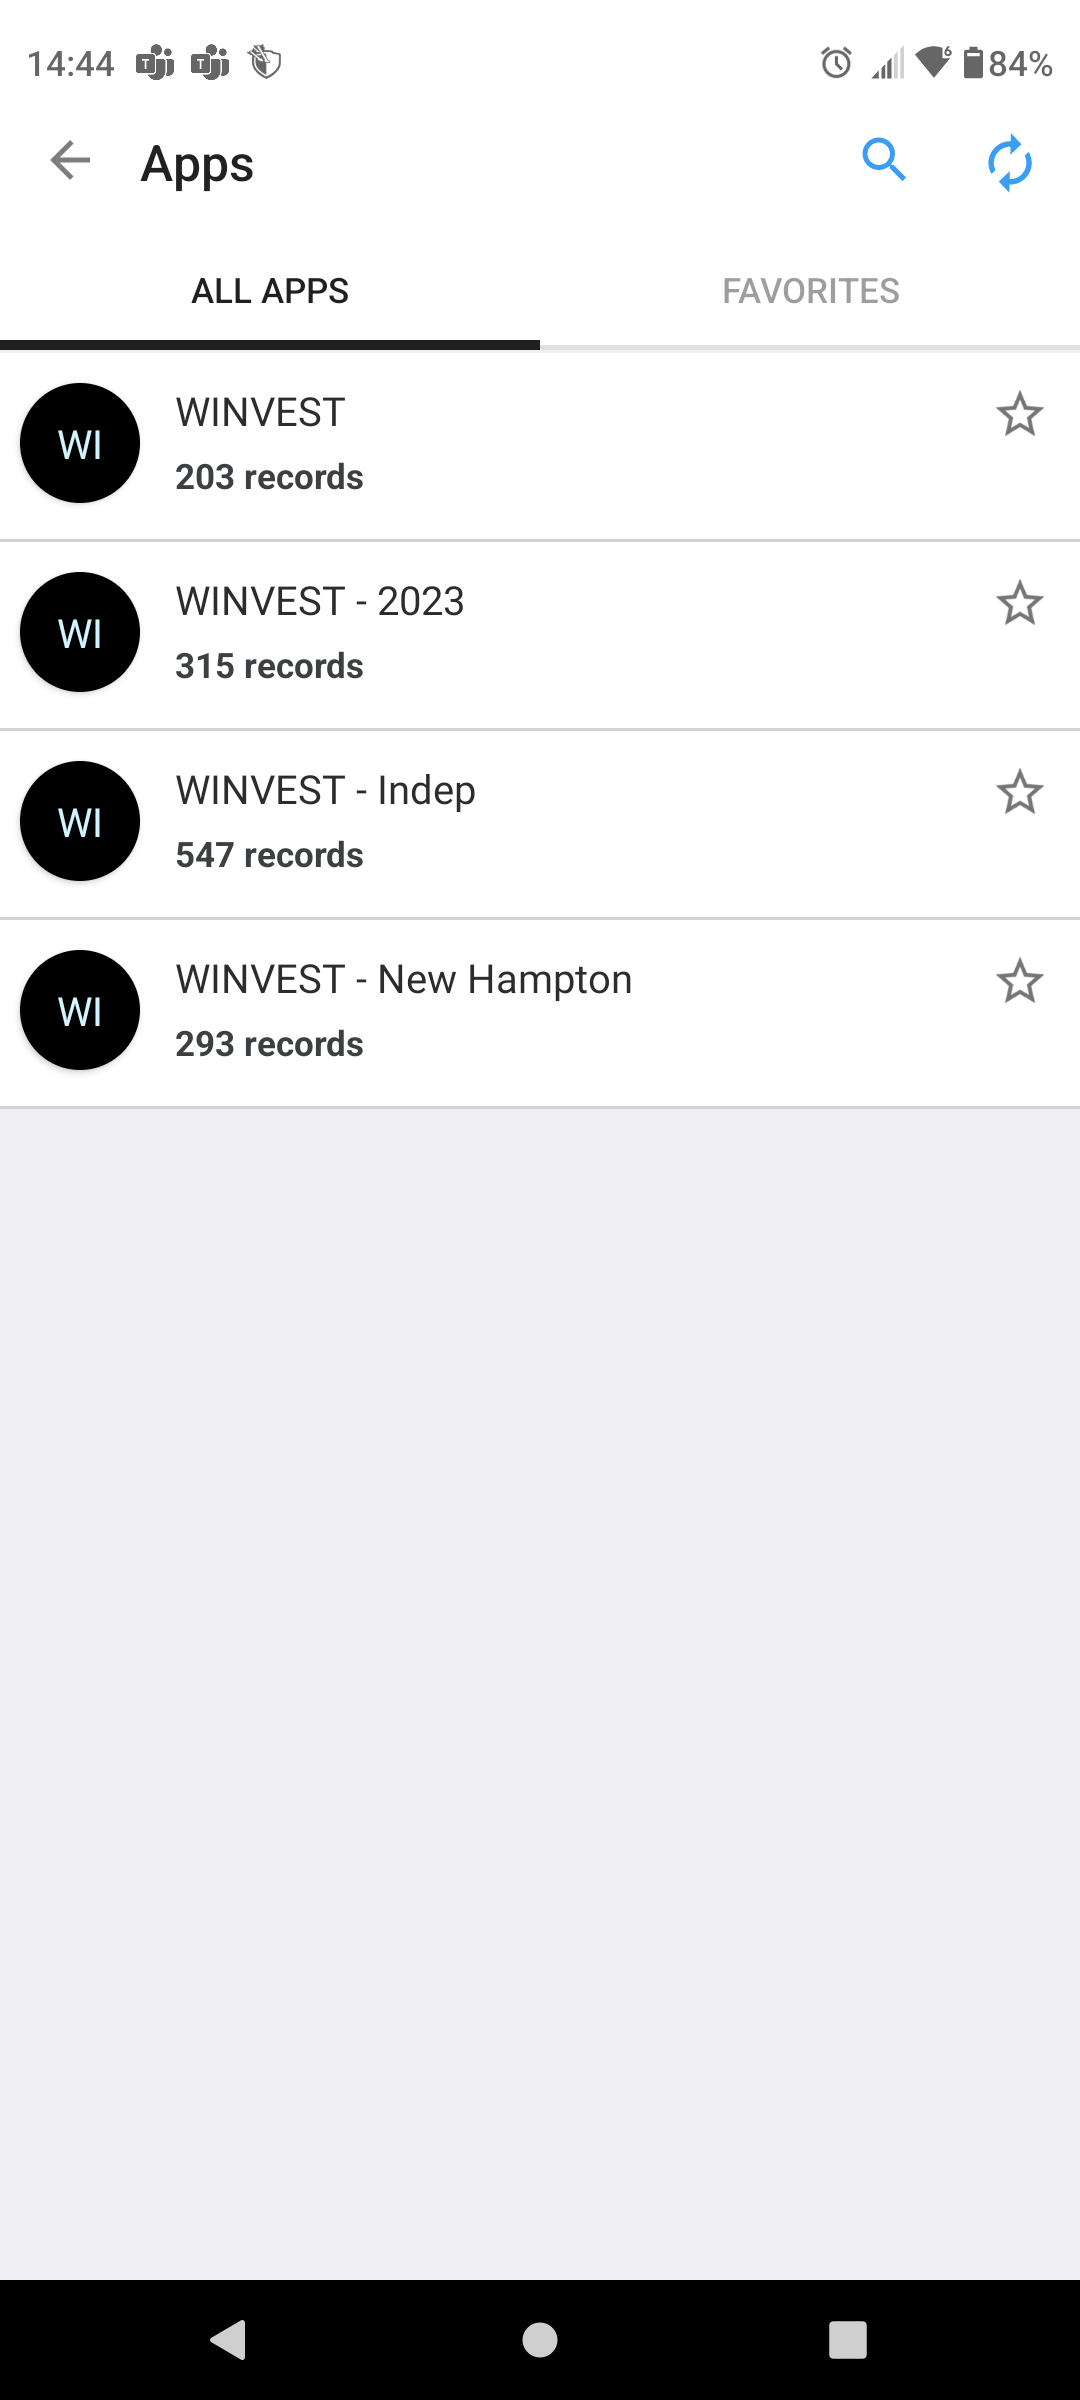 14:44
84%
Apps
ALL APPS
FAVORITES
WI
WINVEST
203 records
WI
WINVEST - 2023
315 records
WI
WINVEST - Indep
547 records
WI
WINVEST - New Hampton
293 records